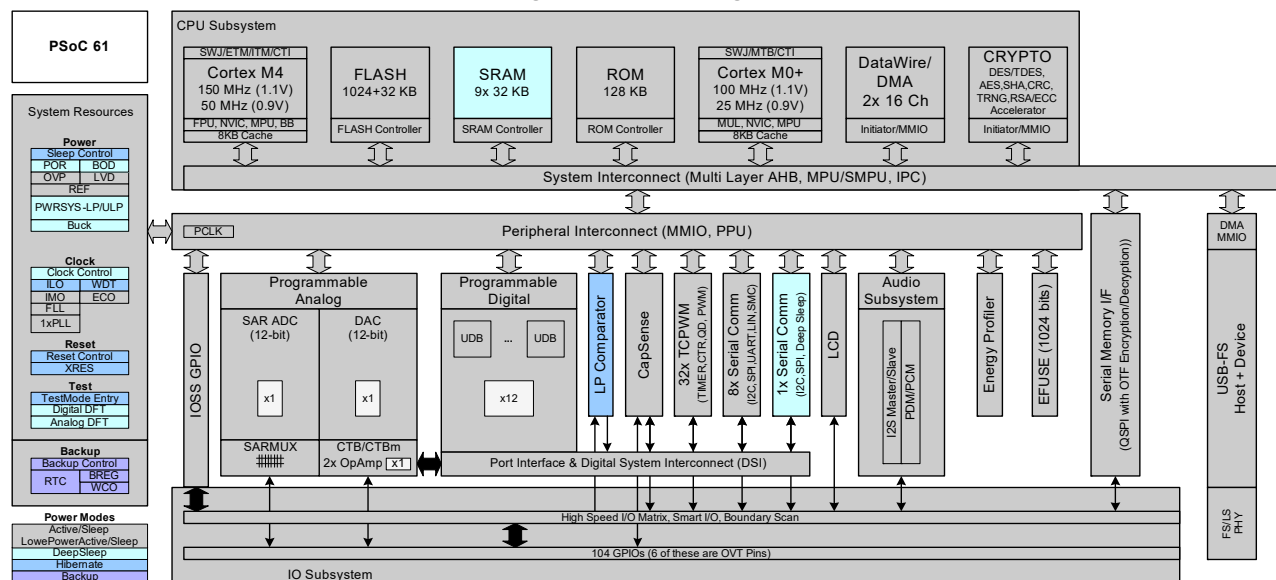 PSoC 61
System Resources
Power
Sleep Control
POR BOD
OVP LVD
REF
PWRSYS-LP/ULP
Buck
Clock
Clock Control
ILO WDT
IMO ECO
FLL
1xPLL
Reset
Reset Control
XRES
Test
TestMode Entry
Digital DFT
Analog DFT
Backup
Backup Control
RTC BREG
WCO
Power Modes
Active/Sleep
LowePowerActive/Sleep
DeepSleep
Hibernate
Backup
CPU Subsystem
SWJ/ETM/ITM/CTI
Cortex M4
150 MHz (1.1V)
50 MHz (0.9V)
FPU, NVIC, MPU, BB
8KB Cache
FLASH
1024+32 KB
FLASH Controller
SRAM
9x 32 KB
SRAM Controller
ROM
128 KB
ROM Controller
SWJ/MTB/CTI
Cortex M0+
100 MHz (1.1V)
25 MHz (0.9V)
MUL, NVIC, MPU
8KB Cache
DataWire/
DMA
2x 16 Ch
Initiator/MMIO
CRYPTO
DES/TDES,
AES,SHA,CRC,
TRNG,RSA/ECC
Accelerator
Initiator/MMIO
System Interconnect (Multi Layer AHB, MPU/SMPU, IPC)
PCLK
Peripheral Interconnect (MMIO, PPU)
IOSS GPIO
Programmable
Analog
SAR ADC
(12-bit)
x1
SARMUX
DAC
(12-bit)
x1
CTB/CTBm
2x OpAmp x1
Programmable
Digital
UDB ... UDB
x12
LP Comparator
CapSense
32x TCPWM
(TIMER,CTR,QD, PWM)
8x Serial Comm
(I2C,SPI,UART,LIN,SMC)
1x Serial Comm
(I2C,SPI, Deep Sleep)
LCD
Audio
Subsystem
I2S Master/Slave
PDM/PCM
Energy Profiler
EFUSE (1024 bits)
Serial Memory I/F
(QSPI with OTF Encryption/Decryption))
DMA
MMIO
USB-FS
Host + Device
FS/LS
PHY
Port Interface & Digital System Interconnect (DSI)
High Speed I/O Matrix, Smart I/O, Boundary Scan
104 GPIOs (6 of these are OVT Pins)
IO Subsystem